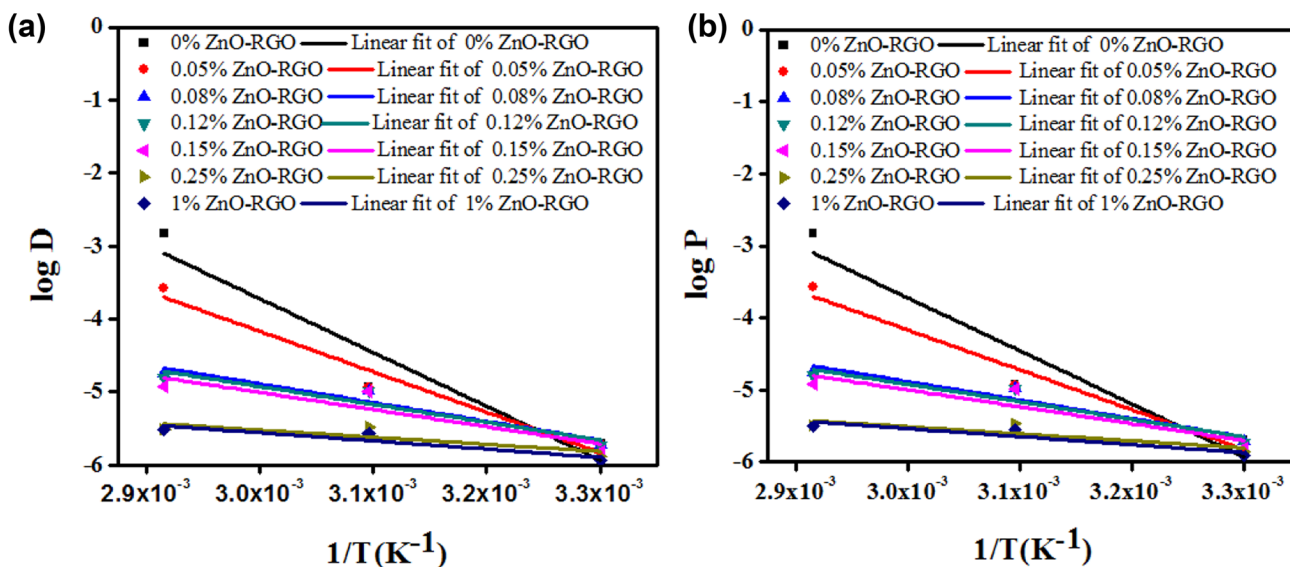 (a)
0
0% ZnO-RGO Linear fit of 0% ZnO-RGO
0.05% ZnO-RGO Linear fit of 0.05% ZnO-RGO
-1
0.08% ZnO-RGO Linear fit of 0.08% ZnO-RGO
0.12% ZnO-RGO Linear fit of 0.12% ZnO-RGO
0.15% ZnO-RGO Linear fit of 0.15% ZnO-RGO
-2
0.25% ZnO-RGO Linear fit of 0.25% ZnO-RGO
1% ZnO-RGO Linear fit of 1% ZnO-RGO
log D
-3
-4
-5
-6
2.9x10⁻³ 3.0x10⁻³ 3.1x10⁻³ 3.2x10⁻³ 3.3x10⁻³
1/T(K⁻¹)
(b)
0
0% ZnO-RGO Linear fit of 0% ZnO-RGO
0.05% ZnO-RGO Linear fit of 0.05% ZnO-RGO
-1
0.08% ZnO-RGO Linear fit of 0.08% ZnO-RGO
0.12% ZnO-RGO Linear fit of 0.12% ZnO-RGO
0.15% ZnO-RGO Linear fit of 0.15% ZnO-RGO
-2
0.25% ZnO-RGO Linear fit of 0.25% ZnO-RGO
1% ZnO-RGO Linear fit of 1% ZnO-RGO
log P
-3
-4
-5
-6
2.9x10⁻³ 3.0x10⁻³ 3.1x10⁻³ 3.2x10⁻³ 3.3x10⁻³
1/T(K⁻¹)